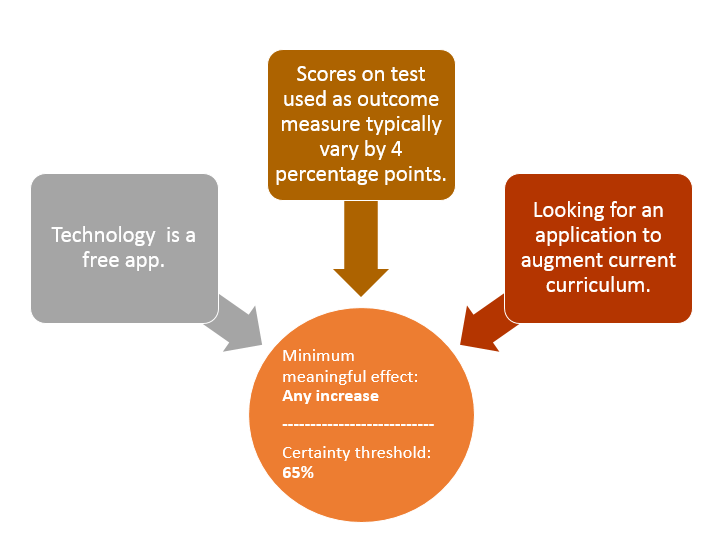 Scores on test
used as outcome
measure typically
vary by 4
percentage points.
Technology  is a
free app.
Looking for an
application to
augment current
curriculum.
Minimum
meaningful effect:
Any increase
---------------------------
Certainty threshold:
65%